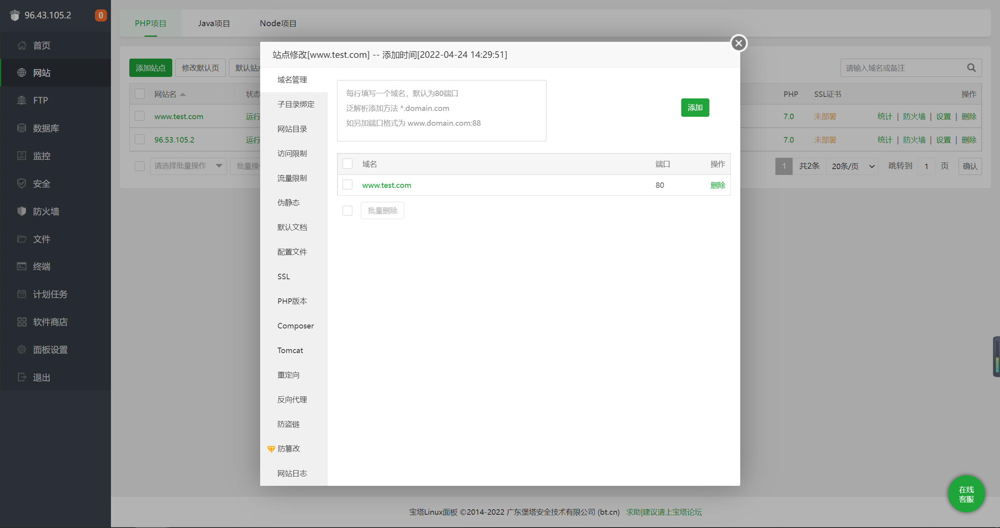 96.43.105.2
0
首页
网站
FTP
数据库
监控
安全
防火墙
文件
终端
计划任务
软件商店
面板设置
退出
PHP项目 Java项目 Node项目
添加站点 修改默认页 默认站点
请输入域名或备注
网站名 状态 PHP SSL证书 操作
www.test.com 运行 7.0 未部署 统计 | 防火墙 | 设置 | 删除
96.53.105.2 运行 7.0 未部署 统计 | 防火墙 | 设置 | 删除
请选择批量操作 批量操作 1 共2条 20条/页 跳转到 1 页 确认
站点修改[www.test.com] -- 添加时间[2022-04-24 14:29:51]
域名管理
子目录绑定
网站目录
访问限制
流量限制
伪静态
默认文档
配置文件
SSL
PHP版本
Composer
Tomcat
重定向
反向代理
防盗链
防篡改
网站日志
每行填写一个域名，默认为80端口
泛解析添加方法 *.domain.com
如另加端口格式为 www.domain.com:88
添加
域名 端口 操作
www.test.com 80 删除
批量删除
在线
客服
宝塔Linux面板 ©2014-2022 广东堡塔安全技术有限公司 (bt.cn) 求助|建议请上宝塔论坛